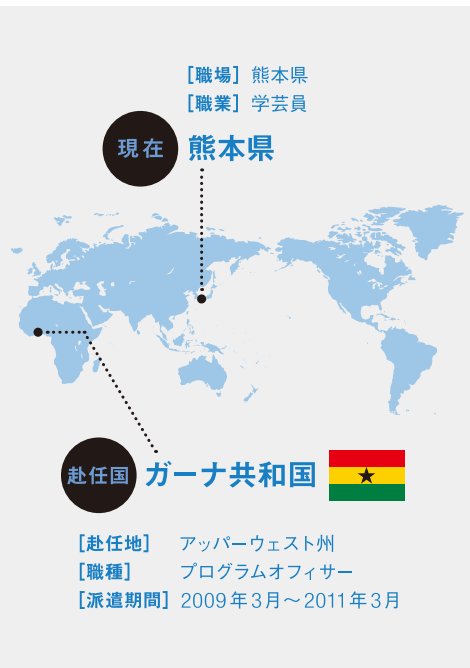 ［職場］ 熊本県
［職業］ 学芸員
現在 熊本県
赴任国 ガーナ共和国
［赴任地］ アッパーウェスト州
［職種］ プログラムオフィサー
［派遣期間］ 2009年3月～2011年3月